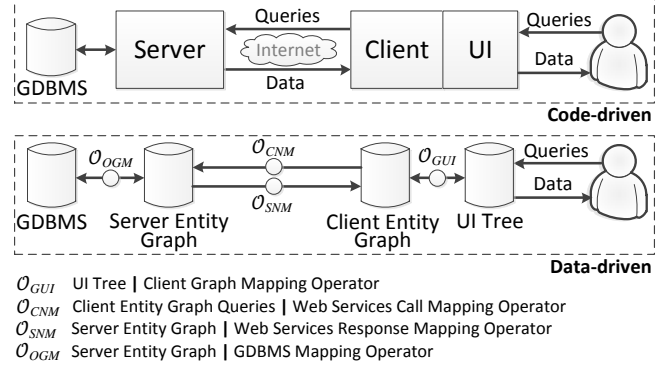 Queries
Server
Internet
Client
UI
GDBMS
Data
Data
Queries
Code-driven
O_OGM
O_CNM
O_GUI
Queries
Data
O_SNM
GDBMS
Server Entity
Graph
Client Entity
Graph
UI Tree
Data-driven
O_GUI UI Tree | Client Graph Mapping Operator
O_CNM Client Entity Graph Queries | Web Services Call Mapping Operator
O_SNM Server Entity Graph | Web Services Response Mapping Operator
O_OGM Server Entity Graph | GDBMS Mapping Operator